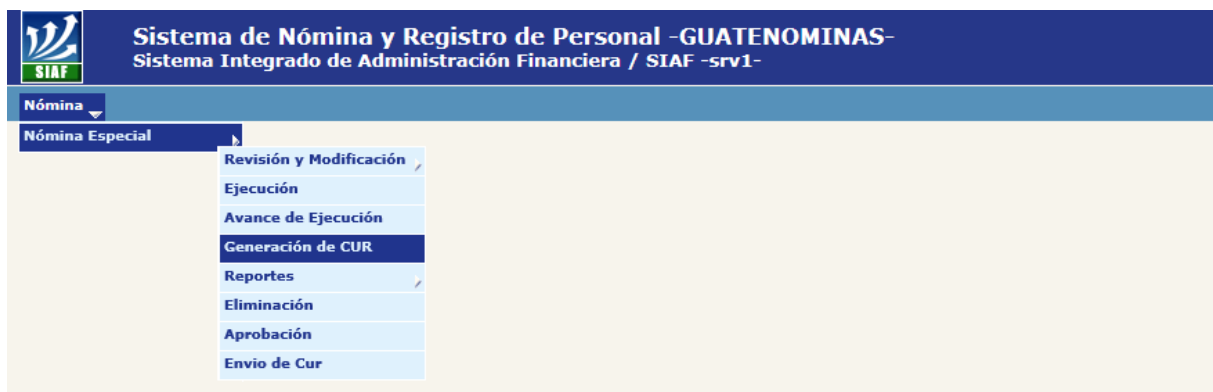 Sistema de Nómina y Registro de Personal -GUATENOMINAS-
Sistema Integrado de Administración Financiera / SIAF -srv1-
SIAF
Nómina
Nómina Especial
Revisión y Modificación
Ejecución
Avance de Ejecución
Generación de CUR
Reportes
Eliminación
Aprobación
Envio de Cur